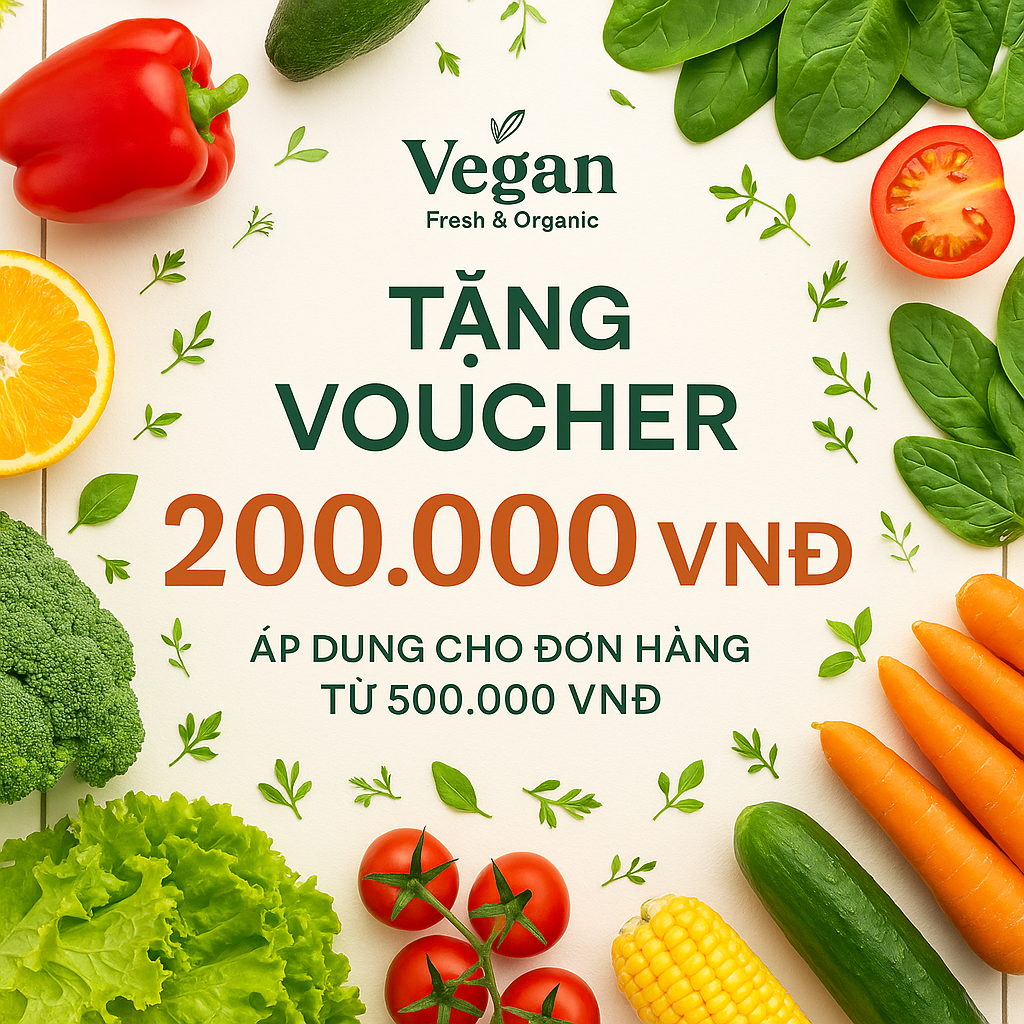 Vegan
Fresh & Organic
TẶNG
VOUCHER
200.000 VNĐ
ÁP DUNG CHO ĐƠN HÀNG
TỪ 500.000 VNĐ